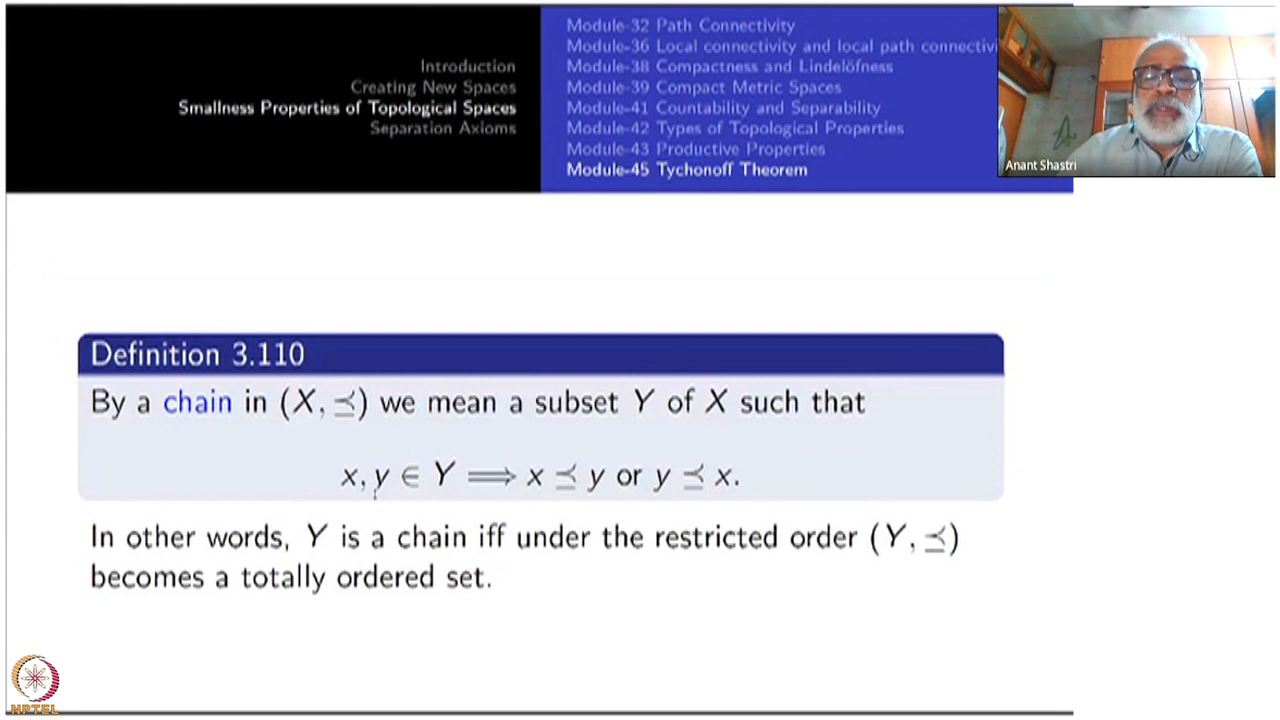 Introduction
Creating New Spaces
Smallness Properties of Topological Spaces
Separation Axioms
Module-32 Path Connectivity
Module-36 Local connectivity and local path connectivi
Module-38 Compactness and Lindelöfness
Module-39 Compact Metric Spaces
Module-41 Countability and Separability
Module-42 Types of Topological Properties
Module-43 Productive Properties
Module-45 Tychonoff Theorem
Anant Shastri
Definition 3.110
By a chain in (X, ⪯) we mean a subset Y of X such that
x, y ∈ Y ⟹ x ⪯ y or y ⪯ x.
In other words, Y is a chain iff under the restricted order (Y, ⪯)
becomes a totally ordered set.
NPTEL